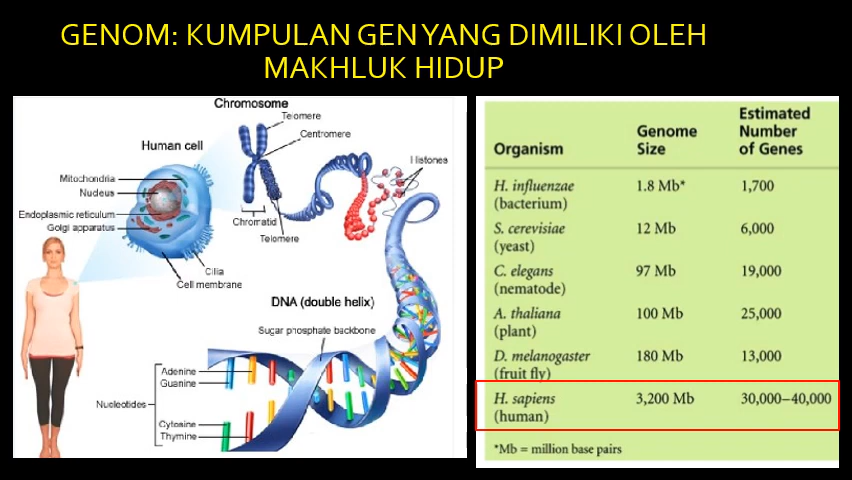 GENOM: KUMPULAN GEN YANG DIMILIKI OLEH
MAKHLUK HIDUP
Chromosome
Telomere
Centromere
Human cell
Histones
Mitochondria
Nucleus
Endoplasmic reticulum
Golgi apparatus
Chromatid
Telomere
Cilia
Cell membrane
DNA (double helix)
Sugar phosphate backbone
Adenine
Guanine
Nucleotides
Cytosine
Thymine
Organism Genome Size Estimated Number of Genes
H. influenzae 1.8 Mb* 1,700
(bacterium)
S. cerevisiae 12 Mb 6,000
(yeast)
C. elegans 97 Mb 19,000
(nematode)
A. thaliana 100 Mb 25,000
(plant)
D. melanogaster 180 Mb 13,000
(fruit fly)
H. sapiens 3,200 Mb 30,000–40,000
(human)
*Mb = million base pairs